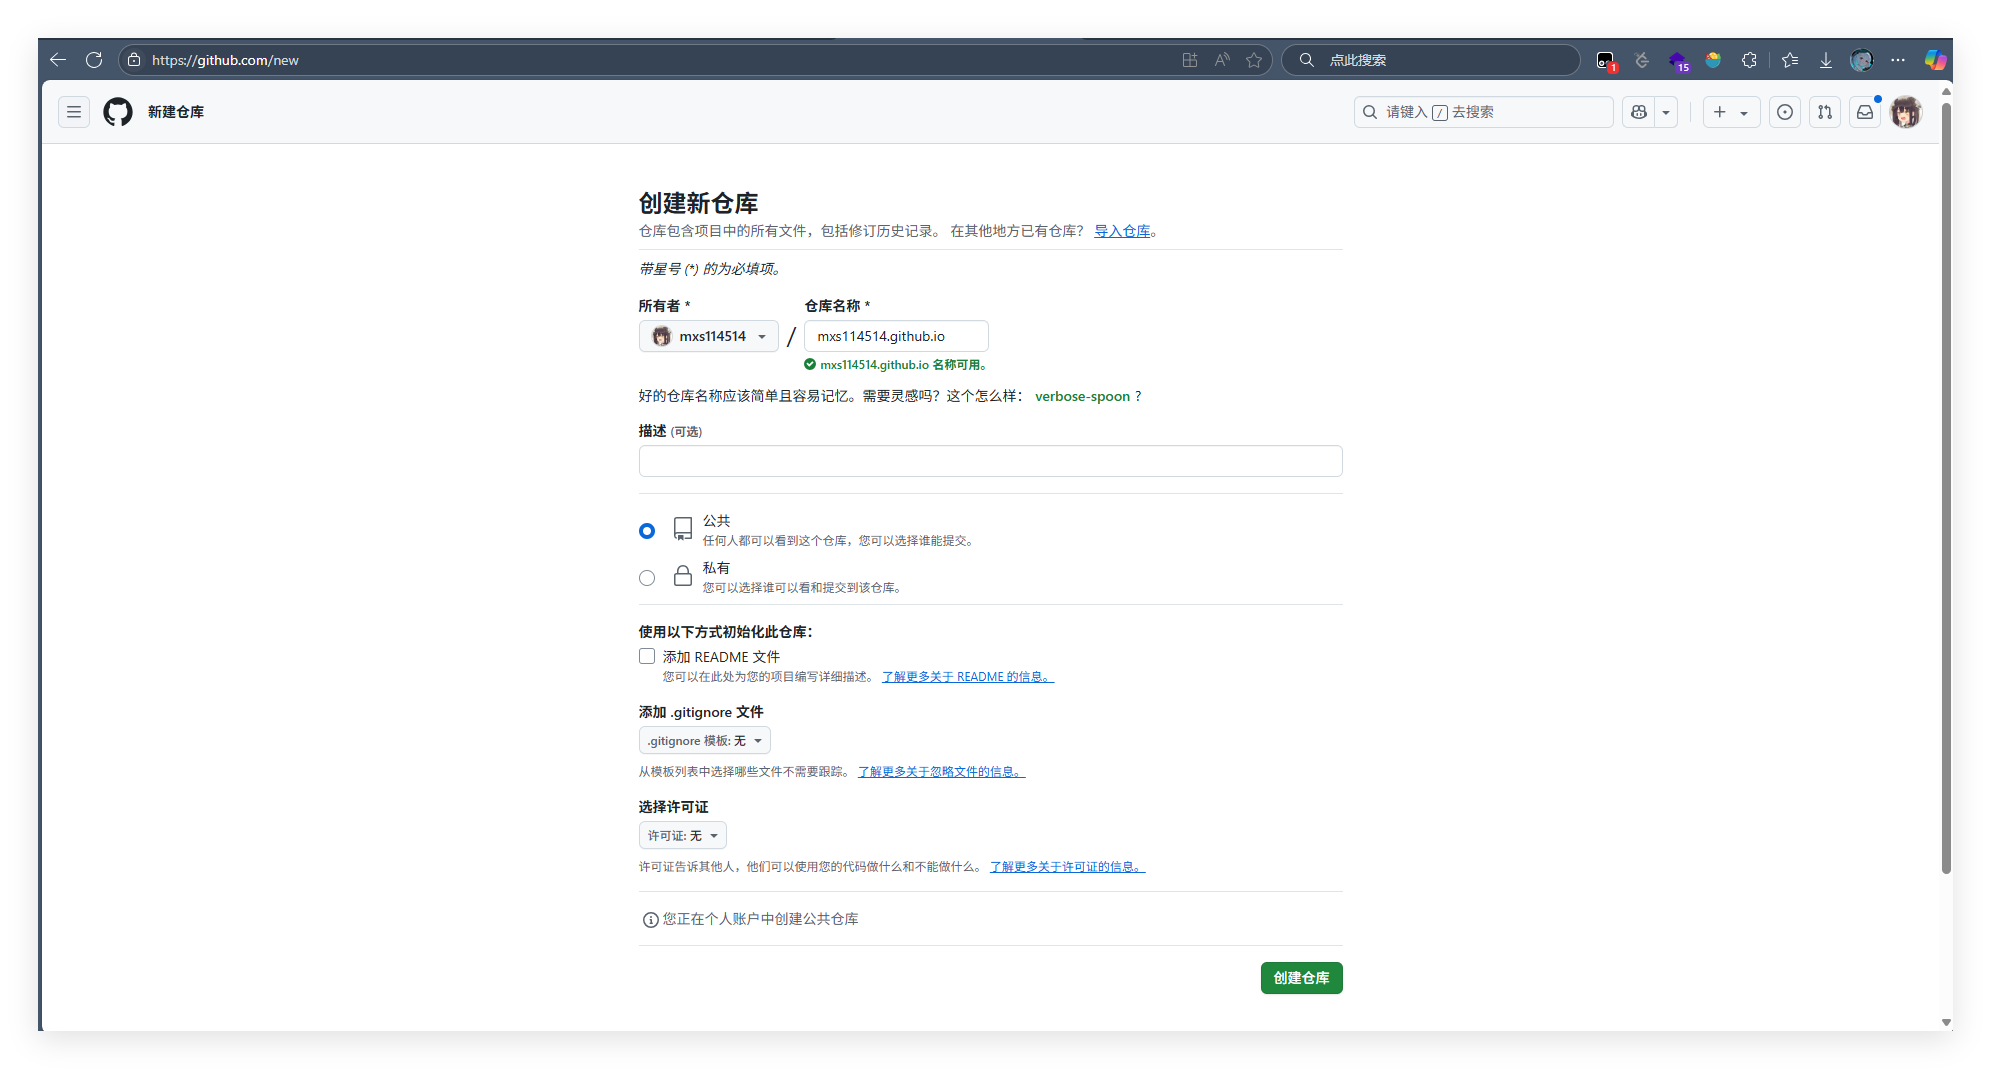 https://github.com/new
点此搜索
1
15
新建仓库
请键入 / 去搜索
创建新仓库
仓库包含项目中的所有文件，包括修订历史记录。 在其他地方已有仓库？ 导入仓库。
带星号 (*) 的为必填项。
所有者 * 仓库名称 *
mxs114514 / mxs114514.github.io
mxs114514.github.io 名称可用。
好的仓库名称应该简单且容易记忆。需要灵感吗？这个怎么样： verbose-spoon ?
描述 (可选)
公共
任何人都可以看到这个仓库，您可以选择谁能提交。
私有
您可以选择谁可以看和提交到该仓库。
使用以下方式初始化此仓库：
添加 README 文件
您可以在此处为您的项目编写详细描述。 了解更多关于 README 的信息。
添加 .gitignore 文件
.gitignore 模板: 无
从模板列表中选择哪些文件不需要跟踪。 了解更多关于忽略文件的信息。
选择许可证
许可证: 无
许可证告诉其他人，他们可以使用您的代码做什么和不能做什么。 了解更多关于许可证的信息。
您正在个人账户中创建公共仓库
创建仓库